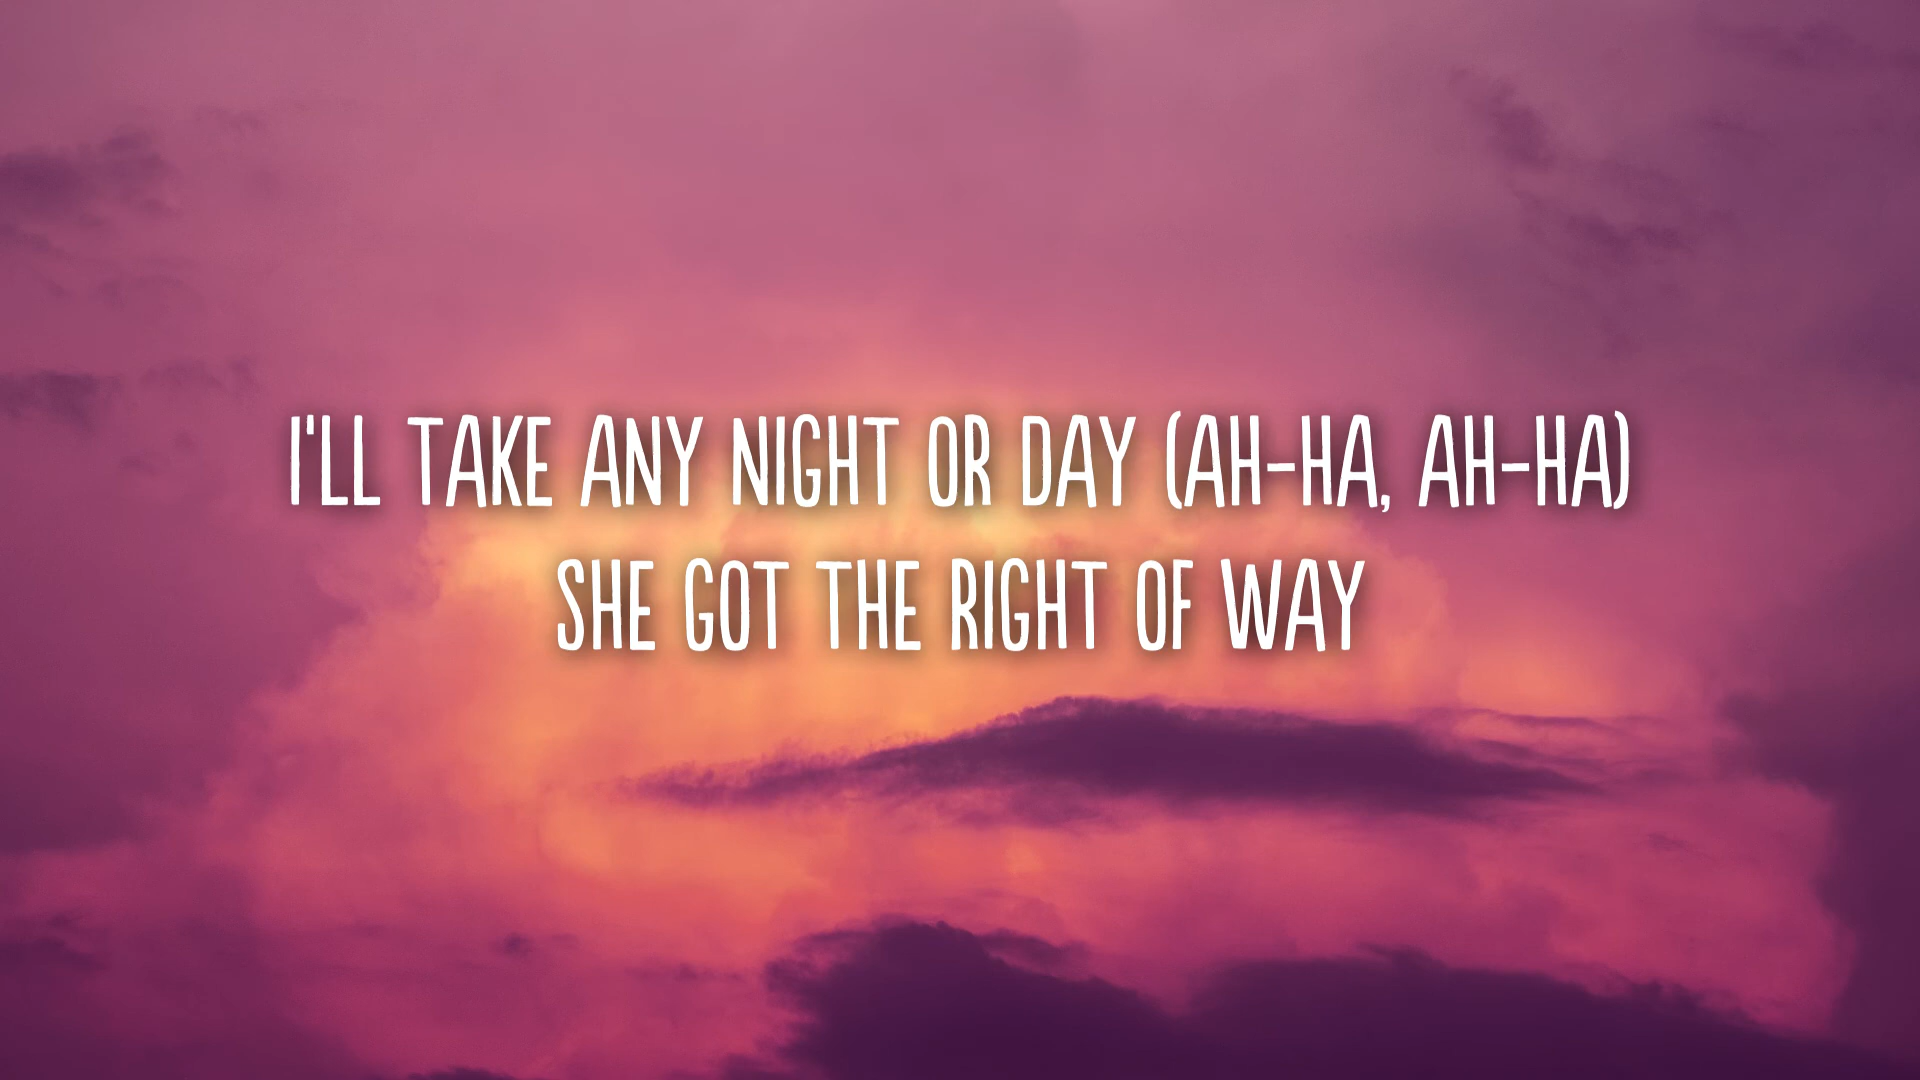 I'LL TAKE ANY NIGHT OR DAY (AH-HA, AH-HA)
SHE GOT THE RIGHT OF WAY